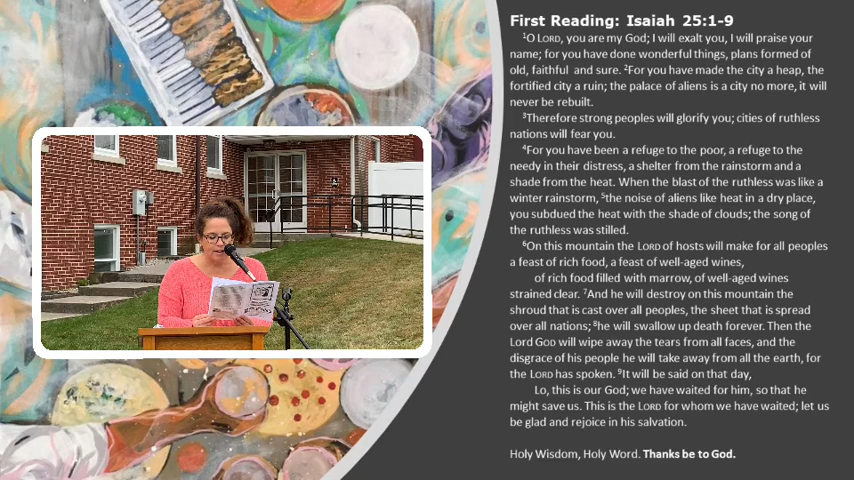 First Reading: Isaiah 25:1-9
1O LORD, you are my God; I will exalt you, I will praise your
name; for you have done wonderful things, plans formed of
old, faithful and sure. 2For you have made the city a heap, the
fortified city a ruin; the palace of aliens is a city no more, it will
never be rebuilt.
3Therefore strong peoples will glorify you; cities of ruthless
nations will fear you.
4For you have been a refuge to the poor, a refuge to the
needy in their distress, a shelter from the rainstorm and a
shade from the heat. When the blast of the ruthless was like a
winter rainstorm, 5the noise of aliens like heat in a dry place,
you subdued the heat with the shade of clouds; the song of
the ruthless was stilled.
6On this mountain the LORD of hosts will make for all peoples
a feast of rich food, a feast of well-aged wines,
of rich food filled with marrow, of well-aged wines
strained clear. 7And he will destroy on this mountain the
shroud that is cast over all peoples, the sheet that is spread
over all nations; 8he will swallow up death forever. Then the
Lord GOD will wipe away the tears from all faces, and the
disgrace of his people he will take away from all the earth, for
the LORD has spoken. 9It will be said on that day,
Lo, this is our God; we have waited for him, so that he
might save us. This is the LORD for whom we have waited; let us
be glad and rejoice in his salvation.
Holy Wisdom, Holy Word. Thanks be to God.